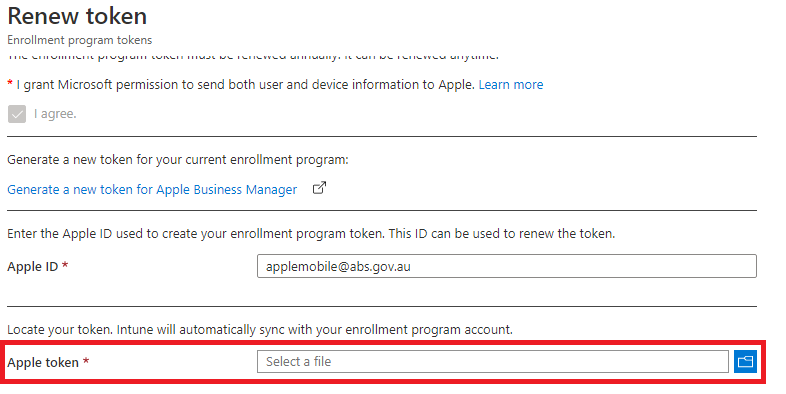 Renew token
Enrollment program tokens
The enrollment program token must be renewed annually. It can be renewed anytime.
* I grant Microsoft permission to send both user and device information to Apple. Learn more
I agree.
Generate a new token for your current enrollment program:
Generate a new token for Apple Business Manager
Enter the Apple ID used to create your enrollment program token. This ID can be used to renew the token.
Apple ID * applemobile@abs.gov.au
Locate your token. Intune will automatically sync with your enrollment program account.
Apple token * Select a file